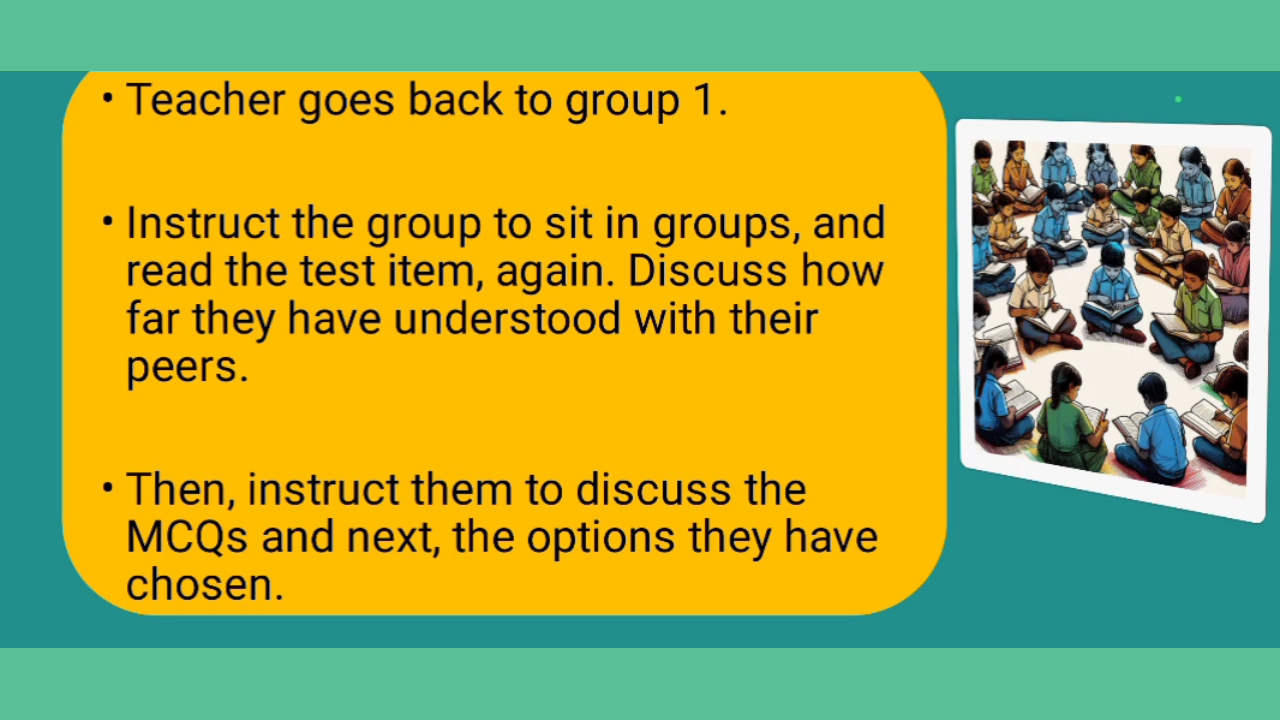 • Teacher goes back to group 1.
• Instruct the group to sit in groups, and
read the test item, again. Discuss how
far they have understood with their
peers.
• Then, instruct them to discuss the
MCQs and next, the options they have
chosen.